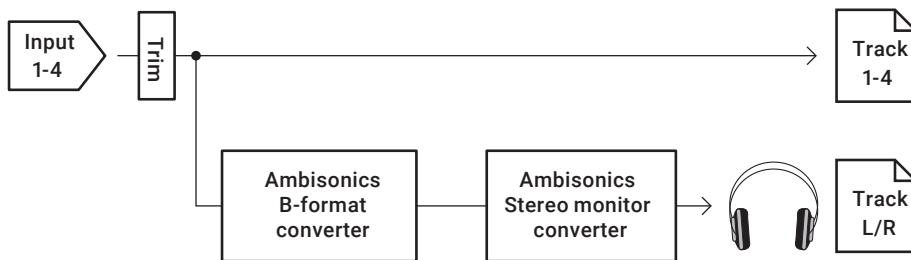 Input
1-4
Trim
Track
1-4
Ambisonics
B-format
converter
Ambisonics
Stereo monitor
converter
Track
L/R